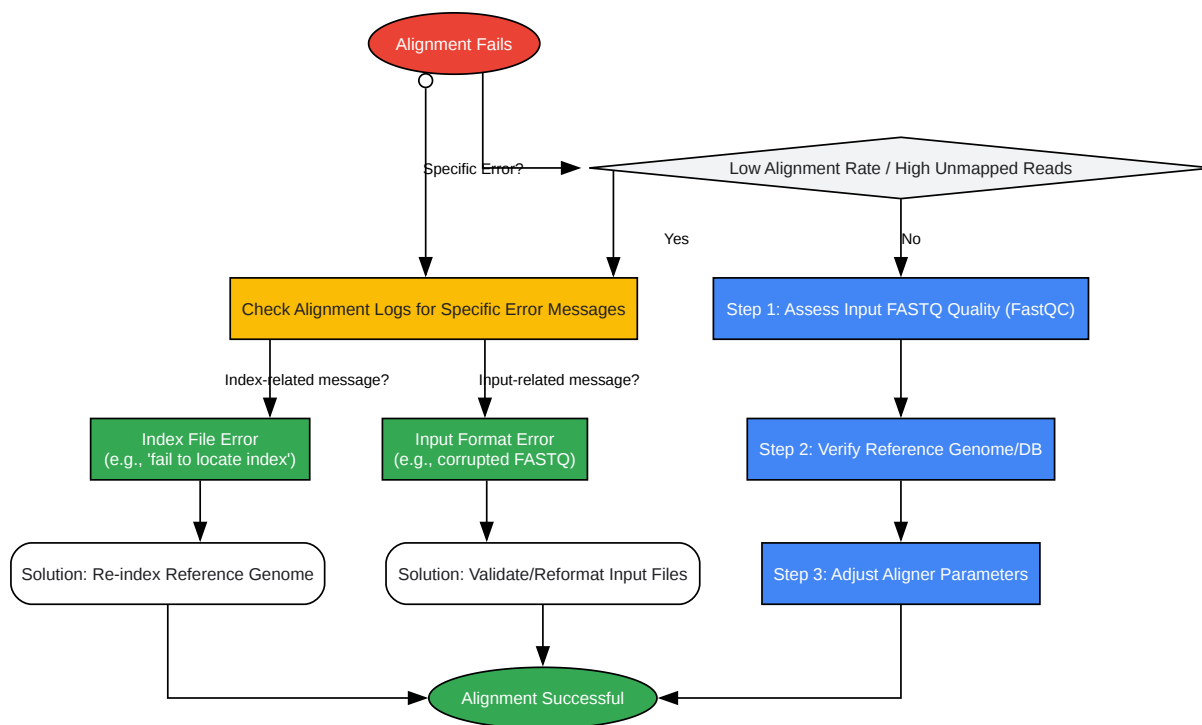 Alignment Fails
Specific Error?
Low Alignment Rate / High Unmapped Reads
Yes
No
Check Alignment Logs for Specific Error Messages
Step 1: Assess Input FASTQ Quality (FastQC)
Index-related message?
Input-related message?
Index File Error
(e.g., 'fail to locate index')
Input Format Error
(e.g., corrupted FASTQ)
Step 2: Verify Reference Genome/DB
Solution: Re-index Reference Genome
Solution: Validate/Reformat Input Files
Step 3: Adjust Aligner Parameters
Alignment Successful